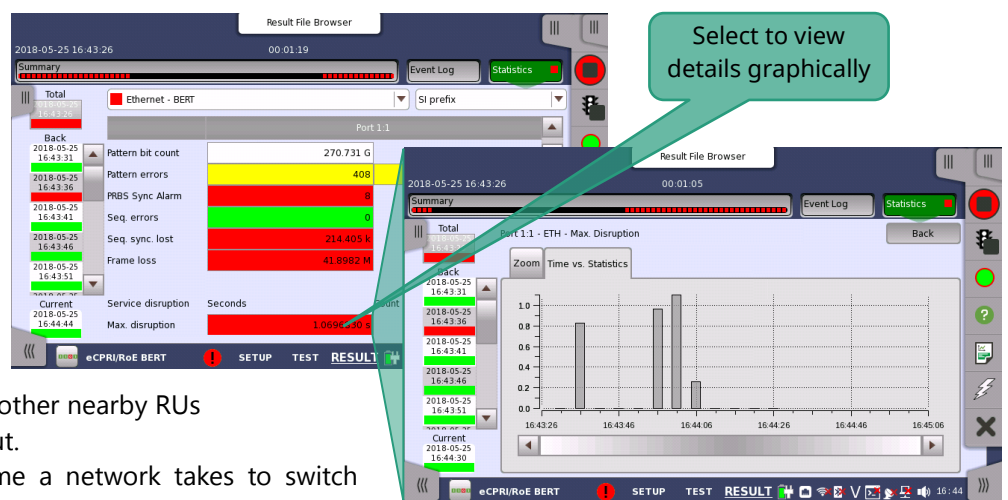 Result File Browser
2018-05-25 16:43:26
00:01:19
Summary
Event Log
Statistics
Total
2018-05-25
16:43:26
Ethernet - BERT
SI prefix
Port 1:1
Back
2018-05-25
16:43:31
2018-05-25
16:43:36
2018-05-25
16:43:41
2018-05-25
16:43:46
2018-05-25
16:43:51
Current
2018-05-25
16:44:44
Pattern bit count
270.731 G
Pattern errors
408
PRBS Sync Alarm
Seq. errors
0
Seq. sync. lost
214.405 k
Frame loss
41.8982 M
Service disruption
Seconds
Max. disruption
eCPRI/RoE BERT
SETUP
TEST
RESULT
Select to view
details graphically
Result File Browser
2018-05-25 16:43:26
00:01:05
Summary
Event Log
Statistics
Total
Port 1:1 - ETH - Max. Disruption
Back
Zoom
Time vs. Statistics
Back
2018-05-25
16:43:31
2018-05-25
16:43:36
2018-05-25
16:43:41
2018-05-25
16:43:46
2018-05-25
16:43:51
Current
2018-05-25
16:44:30
1.0
0.8
0.6
0.4
0.2
0.0
16:43:26
16:43:46
16:44:06
16:44:26
16:44:46
16:45:06
eCPRI/RoE BERT
SETUP
TEST
RESULT
16:44
other nearby RUs
a network takes to switch